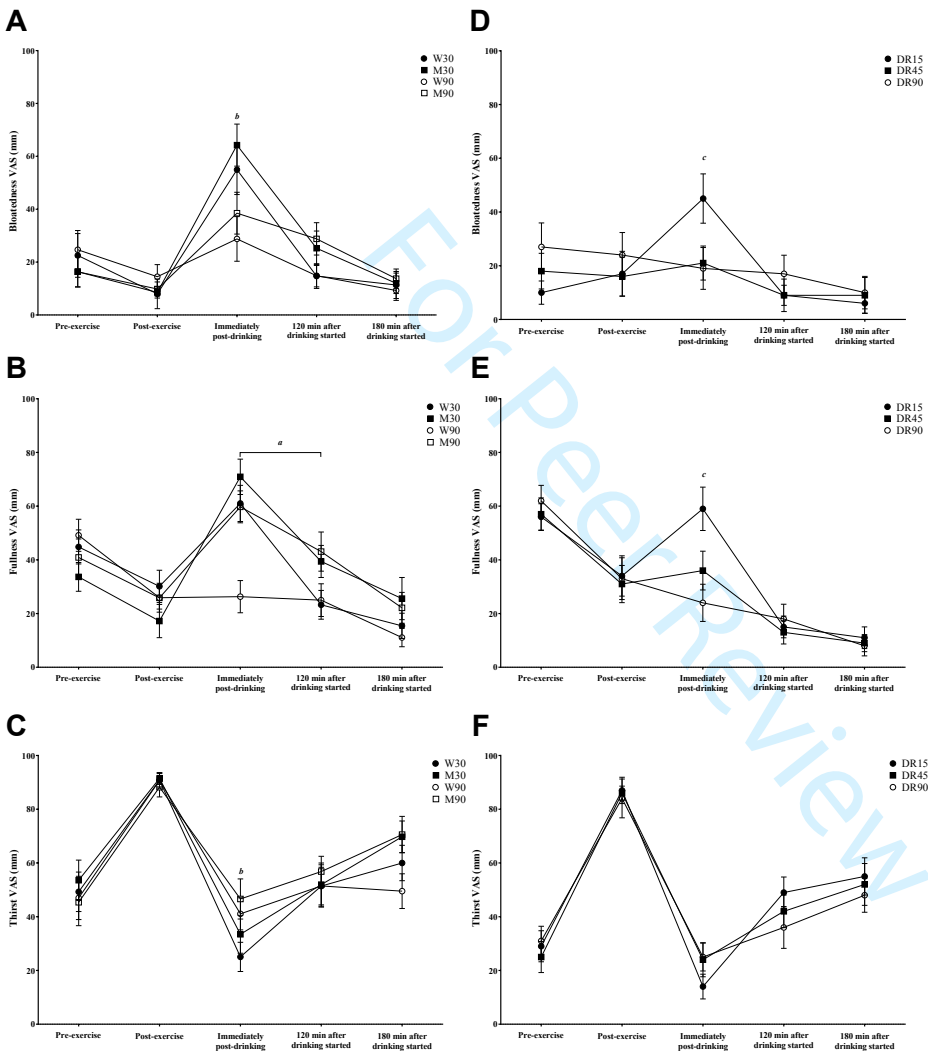 A
Bloatedness VAS (mm)
100
80
60
40
20
0
W30
M30
W90
M90
b
Pre-exercise
Post-exercise
Immediately
post-drinking
120 min after
drinking started
180 min after
drinking started
D
Bloatedness VAS (mm)
100
80
60
40
20
0
DR15
DR45
DR90
c
Pre-exercise
Post-exercise
Immediately
post-drinking
120 min after
drinking started
180 min after
drinking started
B
Fullness VAS (mm)
100
80
60
40
20
0
W30
M30
W90
M90
a
Pre-exercise
Post-exercise
Immediately
post-drinking
120 min after
drinking started
180 min after
drinking started
E
Fullness VAS (mm)
100
80
60
40
20
0
DR15
DR45
DR90
c
Pre-exercise
Post-exercise
Immediately
post-drinking
120 min after
drinking started
180 min after
drinking started
C
Thirst VAS (mm)
100
80
60
40
20
0
W30
M30
W90
M90
b
Pre-exercise
Post-exercise
Immediately
post-drinking
120 min after
drinking started
180 min after
drinking started
F
Thirst VAS (mm)
100
80
60
40
20
0
DR15
DR45
DR90
Pre-exercise
Post-exercise
Immediately
post-drinking
120 min after
drinking started
180 min after
drinking started
For Peer Review